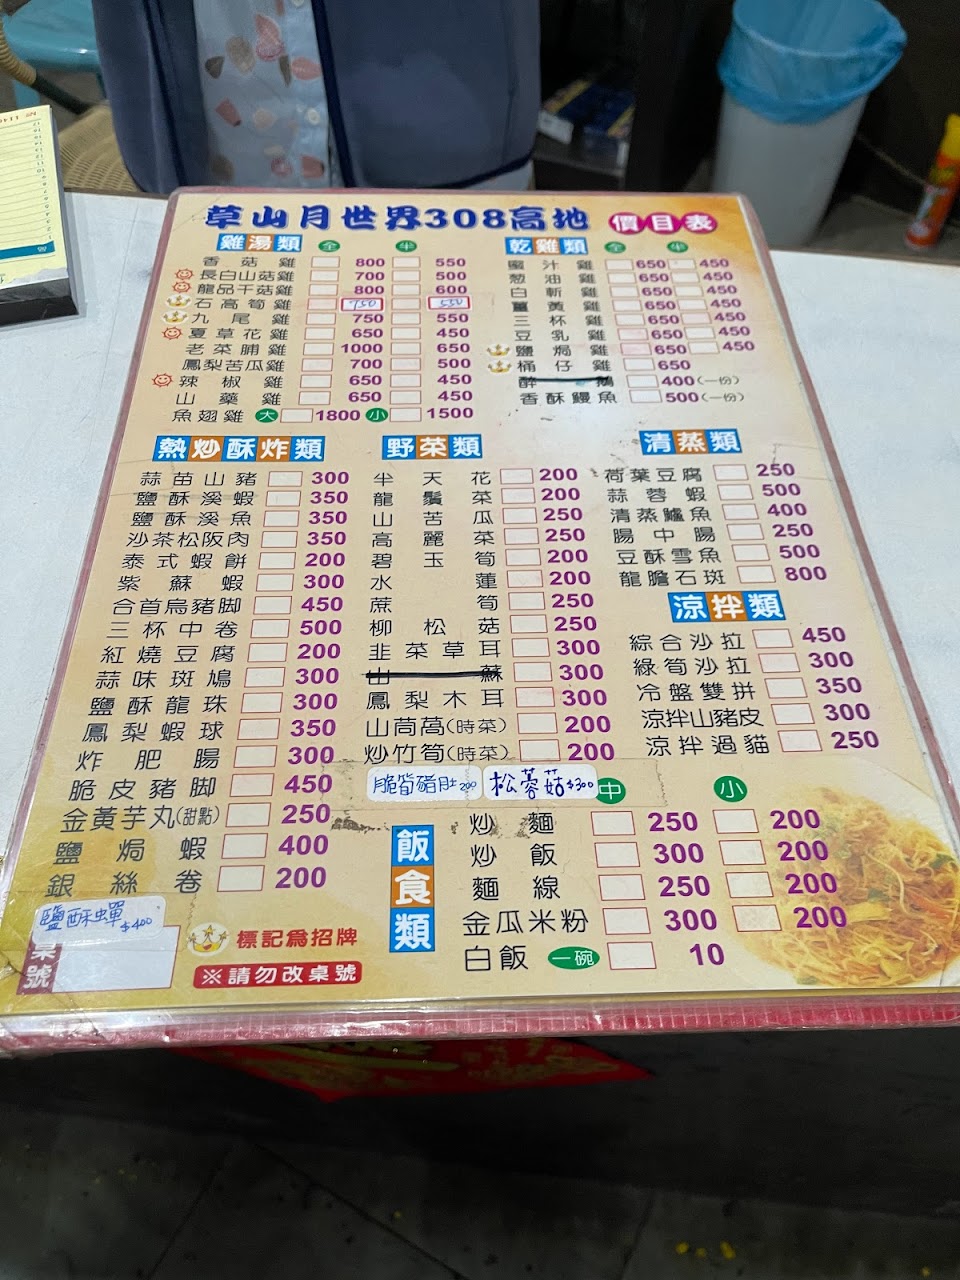 草山月世界308高地 價目表
雞湯類 全 半
香菇雞 800 550
長白山菇雞 700 500
龍品干菇雞 800 600
石高筍雞 750 550
九尾雞 750 550
夏草花雞 650 450
老菜脯雞 1000 650
鳳梨苦瓜雞 700 500
辣椒雞 650 450
山藥雞 650 450
魚翅雞 大 1800 小 1500
乾雞類 全 半
蜜汁雞 650 450
蔥油雞 650 450
白斬雞 650 450
薑黃雞 650 450
三杯雞 650 450
豆乳雞 650 450
鹽焗雞 650 450
桶仔雞 650
醉鵝 400(一份)
香酥鰻魚 500(一份)
熱炒酥炸類
蒜苗山豬 300
鹽酥溪蝦 350
鹽酥溪魚 350
沙茶松阪肉 350
泰式蝦餅 200
紫蘇蝦 300
合首烏豬腳 450
三杯中卷 500
紅燒豆腐 200
蒜味斑鳩 300
鹽酥龍珠 300
鳳梨蝦球 350
炸肥腸 300
脆皮豬腳 450
金黃芋丸(甜點) 250
鹽焗蝦 400
銀絲卷 200
鹽酥蟬 $400
桌號
標記為招牌
※請勿改桌號
野菜類
半天花 200
龍鬚菜 200
山苦瓜 250
高麗菜 250
碧玉筍 200
水蓮 200
蔗筍 250
柳松菇 250
韭菜草耳 300
山蘇 300
鳳梨木耳 300
山茼萵(時菜) 200
炒竹筍(時菜) 200
脆筍豬肚 200
松蓉菇 $300
清蒸類
荷葉豆腐 250
蒜蓉蝦 500
清蒸鱸魚 400
腸中腸 250
豆酥雪魚 500
龍膽石斑 800
涼拌類
綜合沙拉 450
綠筍沙拉 300
冷盤雙拼 350
涼拌山豬皮 300
涼拌過貓 250
飯食類 中 小
炒麵 250 200
炒飯 300 200
麵線 250 200
金瓜米粉 300 200
白飯 一碗 10